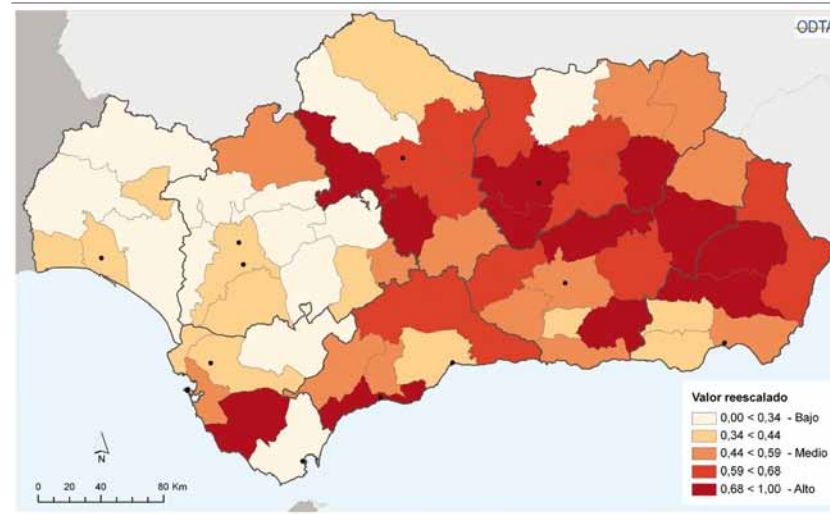 ODTA
Valor reescalado
0,00 < 0,34 - Bajo
0,34 < 0,44
0,44 < 0,59 - Medio
0,59 < 0,68
0,68 < 1,00 - Alto
N
0 20 40 80 Km